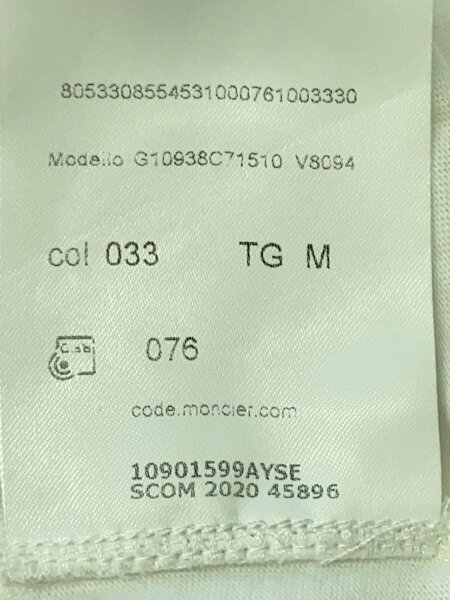 8053308554531000761003330
Modello G10938C71510 V8094
col 033 TG M
076
code.moncler.com
10901599AYSE
SCOM 2020 45896